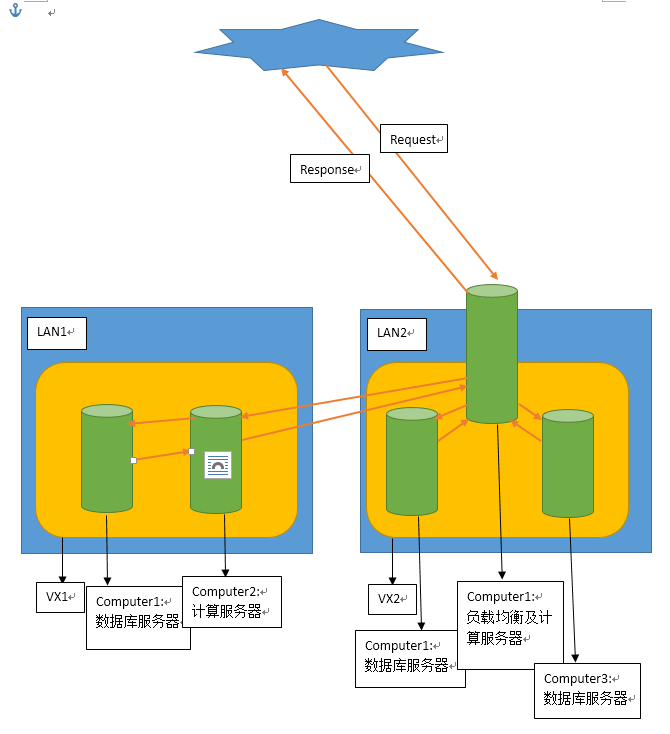 Request
Response
LAN1
LAN2
VX1
Computer1:
数据库服务器
Computer2:
计算服务器
VX2
Computer1:
数据库服务器
Computer1:
负载均衡及计
算服务器
Computer3:
数据库服务器